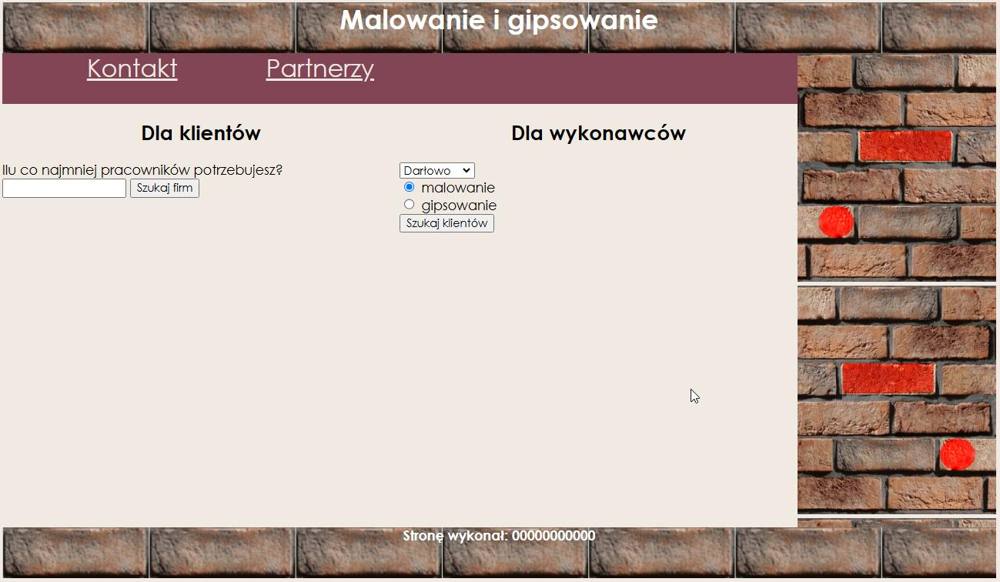 Malowanie i gipsowanie
Kontakt Partnerzy
Dla klientów
Ilu co najmniej pracowników potrzebujesz?
Szukaj firm
Dla wykonawców
Darłowo
malowanie
gipsowanie
Szukaj klientów
Stronę wykonał: 00000000000